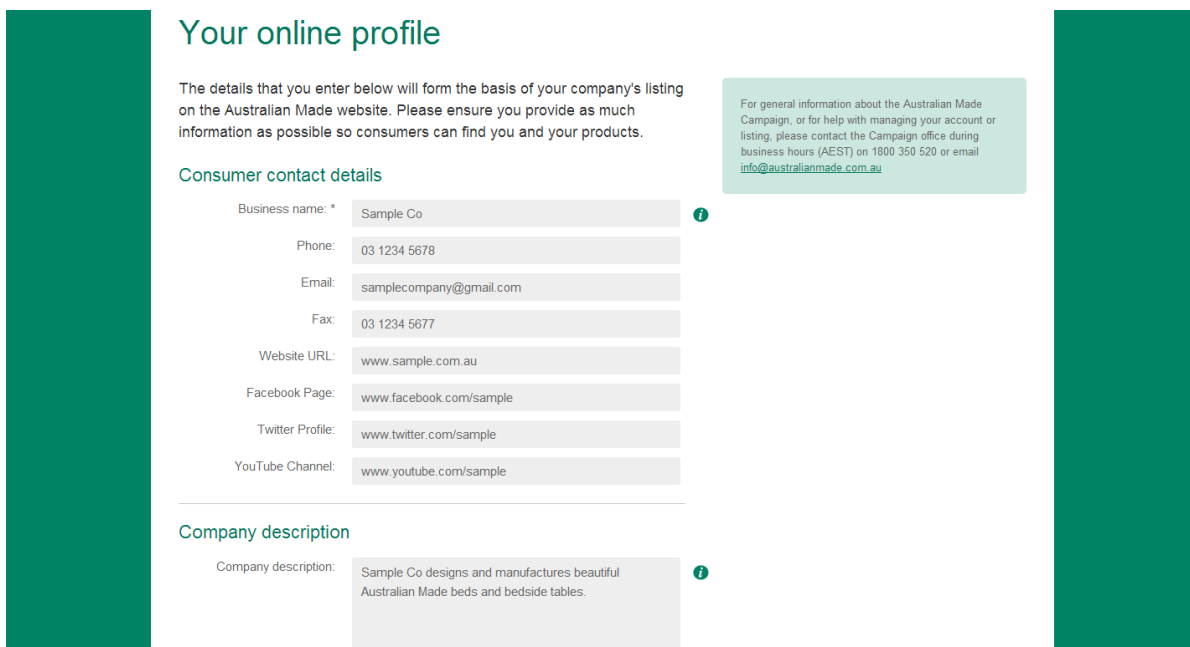 Your online profile
The details that you enter below will form the basis of your company's listing
on the Australian Made website. Please ensure you provide as much
information as possible so consumers can find you and your products.
For general information about the Australian Made
Campaign, or for help with managing your account or
listing, please contact the Campaign office during
business hours (AEST) on 1800 350 520 or email
info@australianmade.com.au
Consumer contact details
Business name: * Sample Co i
Phone: 03 1234 5678
Email: samplecompany@gmail.com
Fax: 03 1234 5677
Website URL: www.sample.com.au
Facebook Page: www.facebook.com/sample
Twitter Profile: www.twitter.com/sample
YouTube Channel: www.youtube.com/sample
Company description
Company description: Sample Co designs and manufactures beautiful i
Australian Made beds and bedside tables.